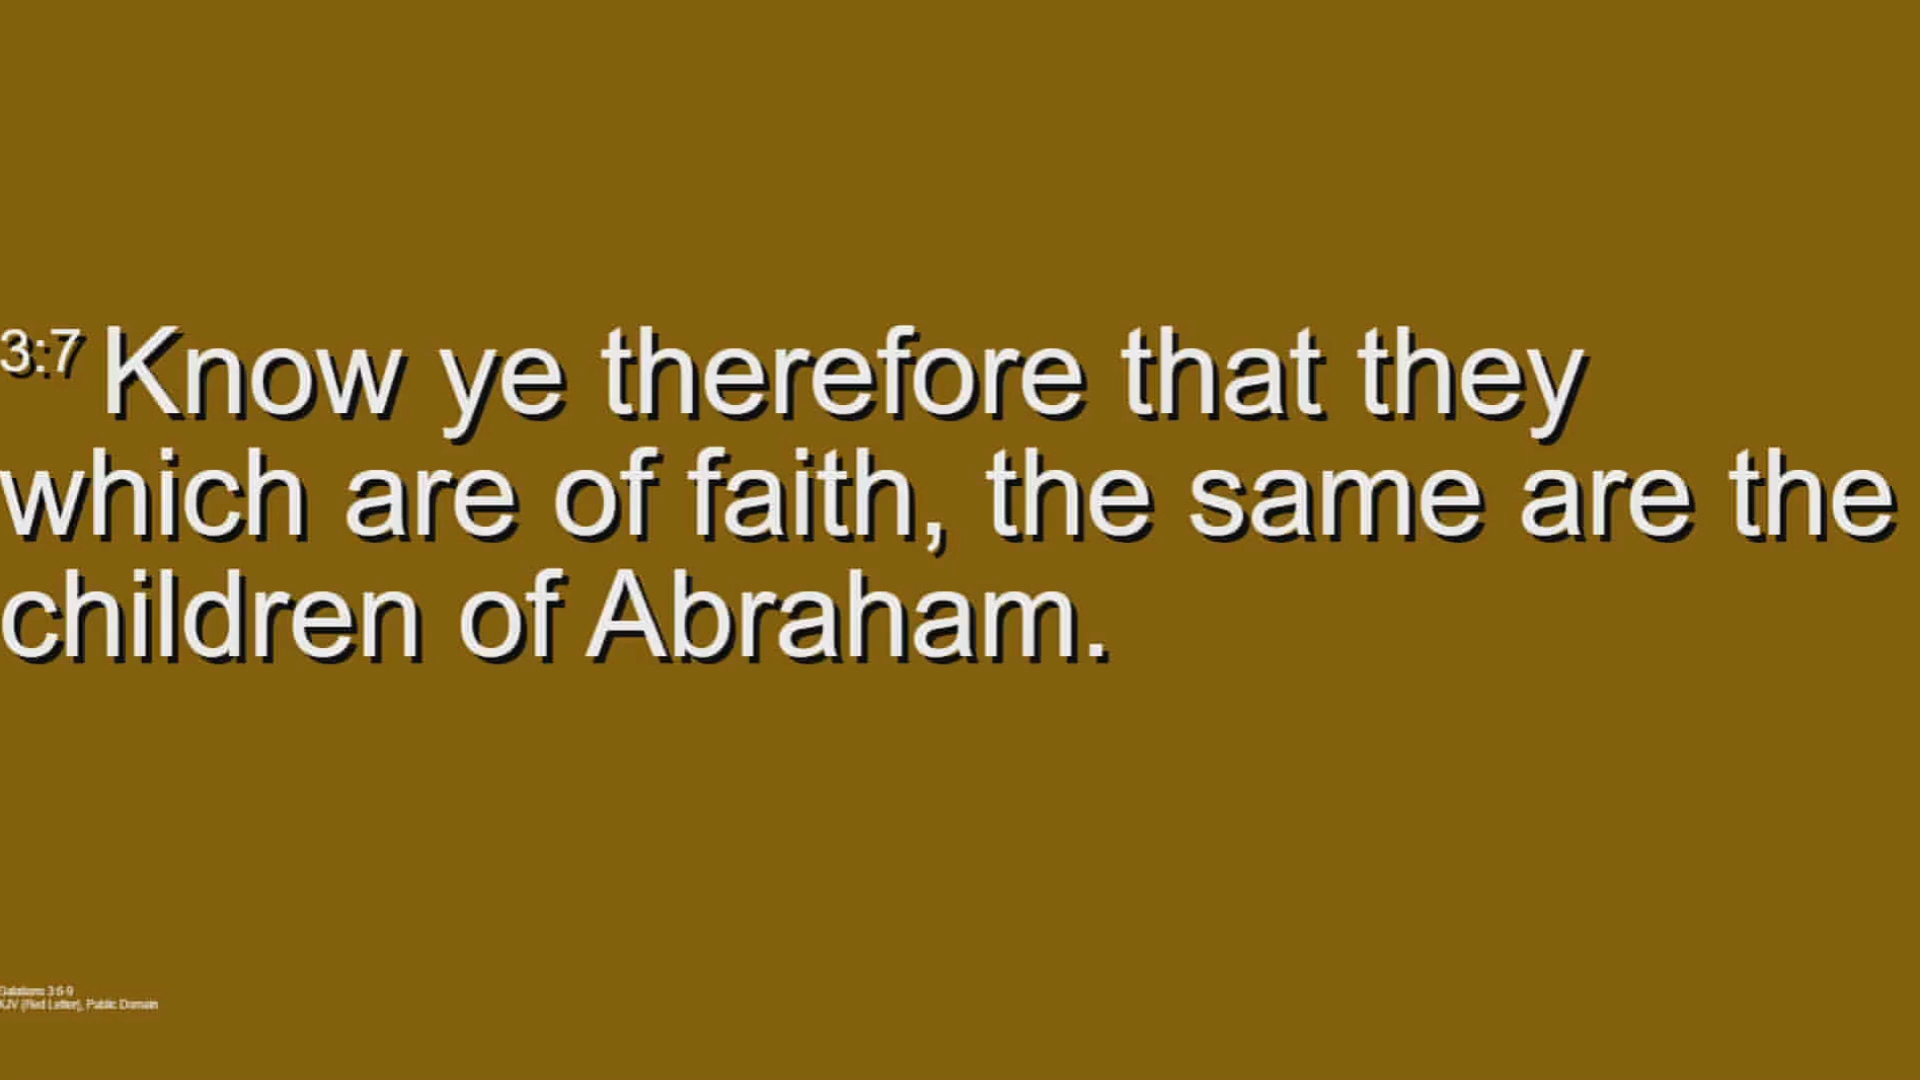 3:7 Know ye therefore that they
which are of faith, the same are the
children of Abraham.
Galatians 3:6-9
KJV (Red Letter), Public Domain